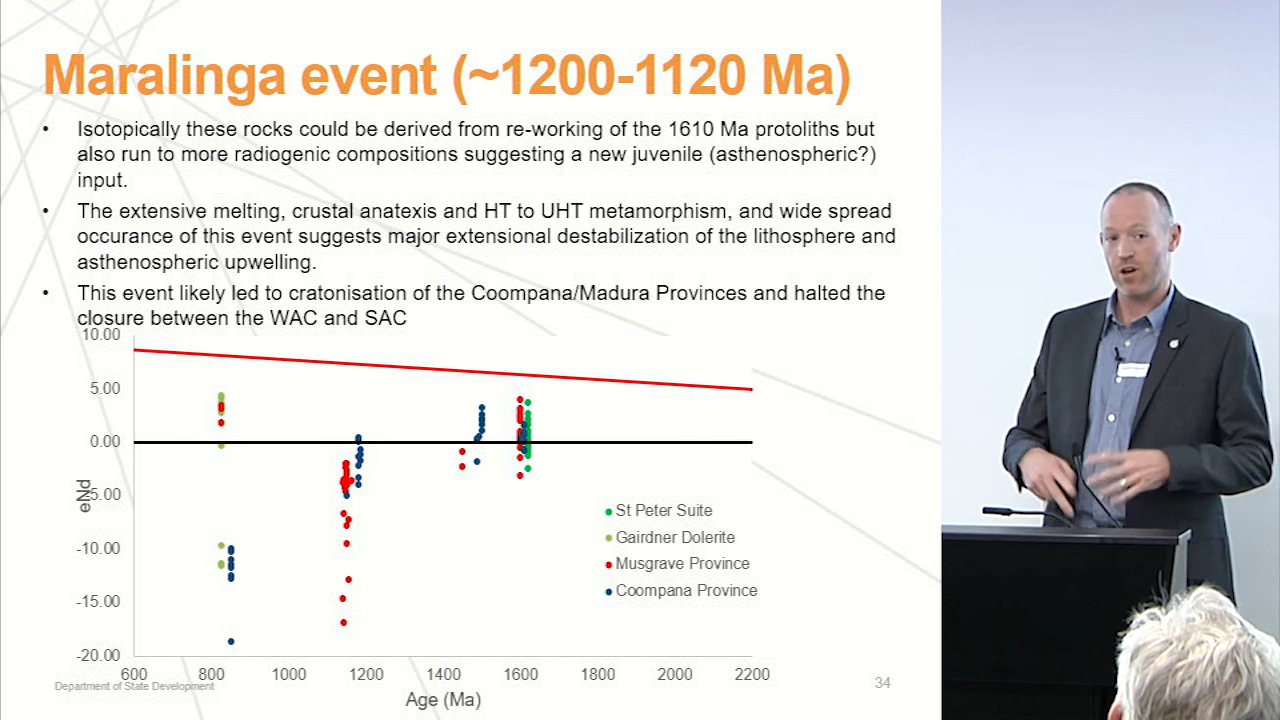 Maralinga event (~1200-1120 Ma)
• Isotopically these rocks could be derived from re-working of the 1610 Ma protoliths but
also run to more radiogenic compositions suggesting a new juvenile (asthenospheric?)
input.
• The extensive melting, crustal anatexis and HT to UHT metamorphism, and wide spread
occurance of this event suggests major extensional destabilization of the lithosphere and
asthenospheric upwelling.
• This event likely led to cratonisation of the Coompana/Madura Provinces and halted the
closure between the WAC and SAC
10.00
5.00
0.00
-5.00
-10.00
-15.00
-20.00
eNd
St Peter Suite
Gairdner Dolerite
Musgrave Province
Coompana Province
600 800 1000 1200 1400 1600 1800 2000 2200
Age (Ma)
Department of State Development
34